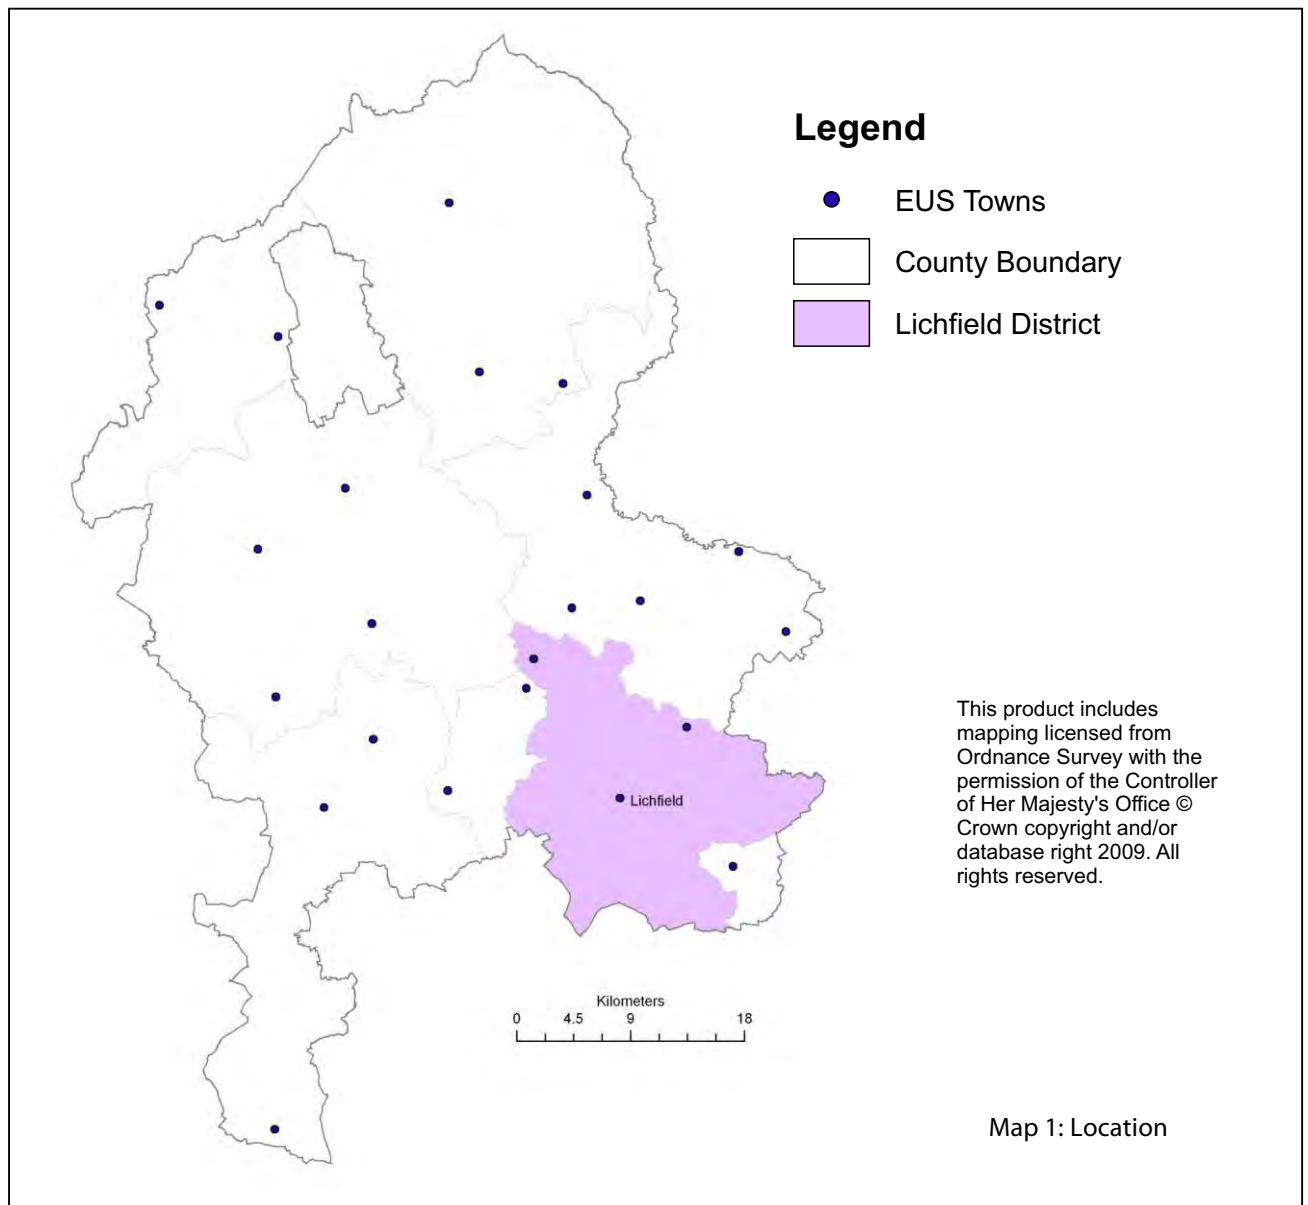 Legend
EUS Towns
County Boundary
Lichfield District
This product includes
mapping licensed from
Ordnance Survey with the
permission of the Controller
of Her Majesty's Office ©
Crown copyright and/or
database right 2009. All
rights reserved.
Lichfield
Kilometers
0 4.5 9 18
Map 1: Location